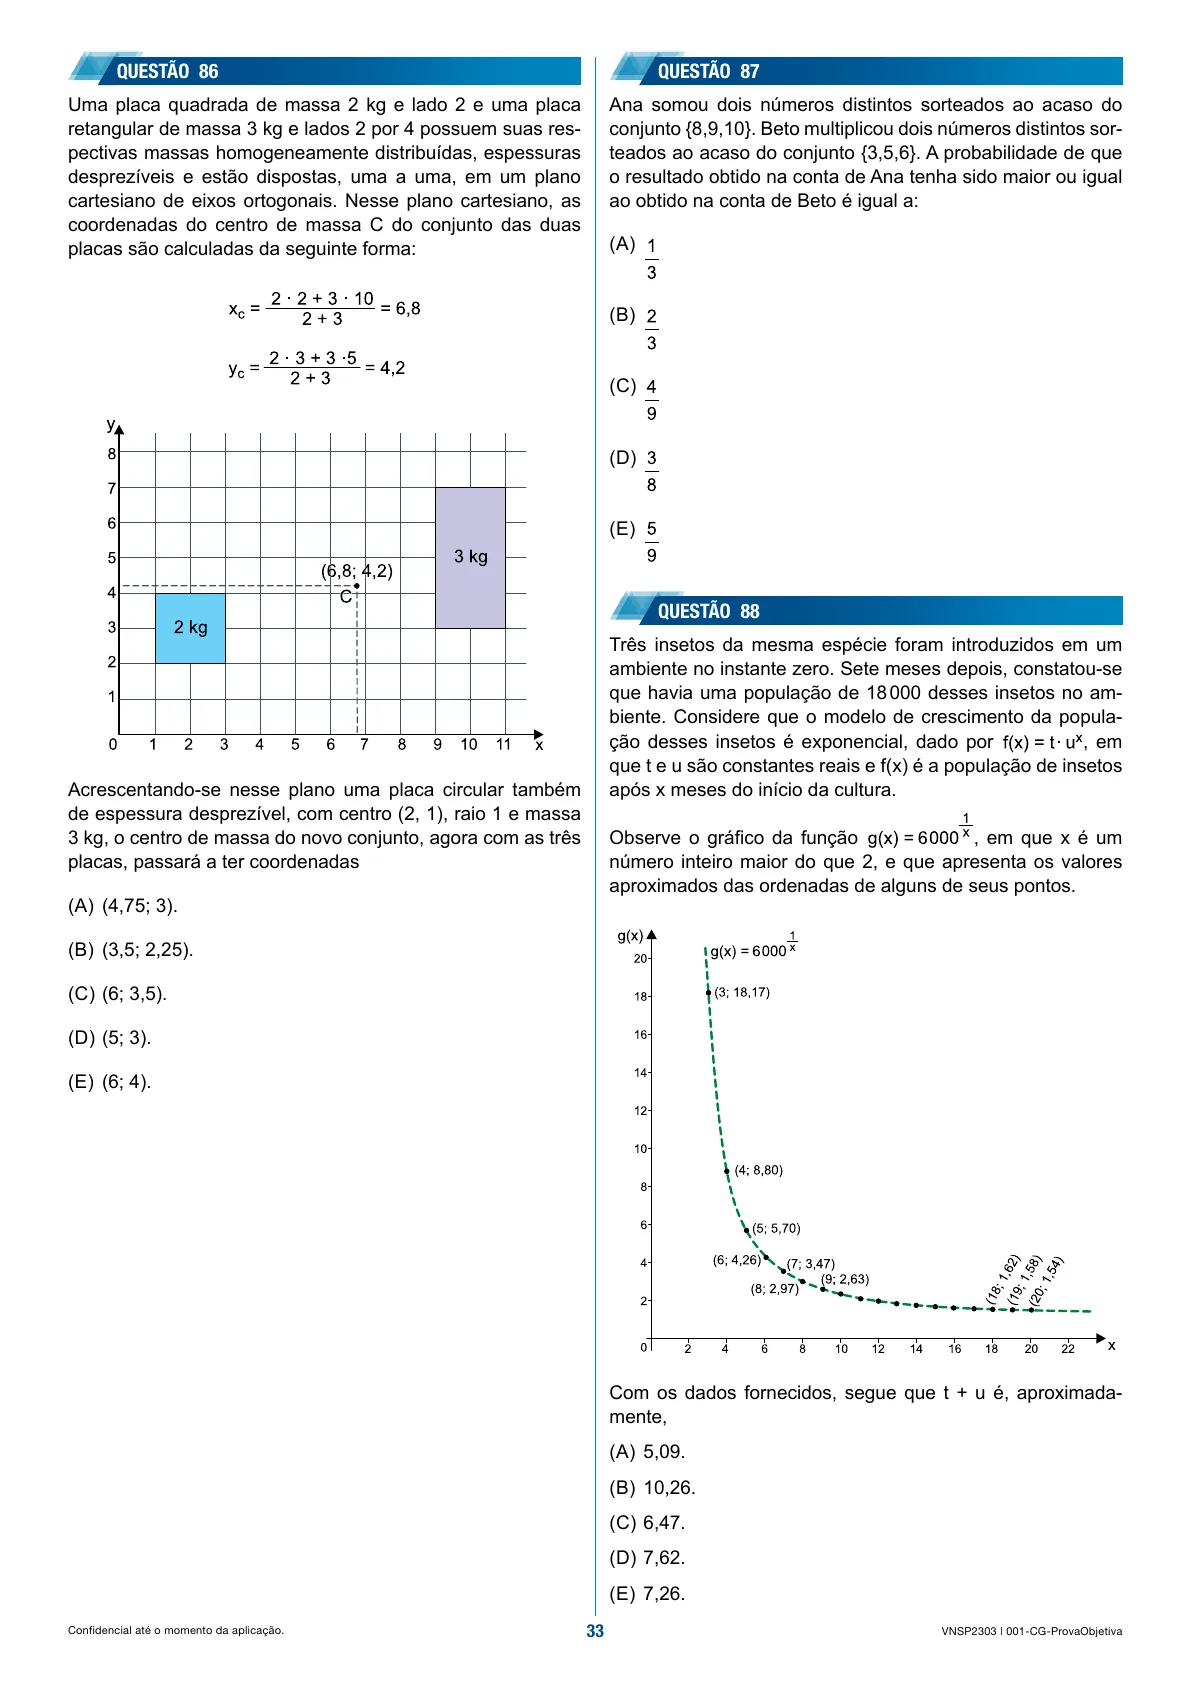 QUESTÃO 86
Uma placa quadrada de massa 2 kg e lado 2 e uma placa
retangular de massa 3 kg e lados 2 por 4 possuem suas res-
pectivas massas homogeneamente distribuídas, espessuras
desprezíveis e estão dispostas, uma a uma, em um plano
cartesiano de eixos ortogonais. Nesse plano cartesiano, as
coordenadas do centro de massa C do conjunto das duas
placas são calculadas da seguinte forma:
x_c = (2 · 2 + 3 · 10)/(2 + 3) = 6,8
y_c = (2 · 3 + 3 ·5)/(2 + 3) = 4,2
y
8
7
6
5
4
3
2
1
3 kg
(6,8; 4,2)
C
2 kg
0 1 2 3 4 5 6 7 8 9 10 11 x
Acrescentando-se nesse plano uma placa circular também
de espessura desprezível, com centro (2, 1), raio 1 e massa
3 kg, o centro de massa do novo conjunto, agora com as três
placas, passará a ter coordenadas
(A) (4,75; 3).
(B) (3,5; 2,25).
(C) (6; 3,5).
(D) (5; 3).
(E) (6; 4).
QUESTÃO 87
Ana somou dois números distintos sorteados ao acaso do
conjunto {8,9,10}. Beto multiplicou dois números distintos sor-
teados ao acaso do conjunto {3,5,6}. A probabilidade de que
o resultado obtido na conta de Ana tenha sido maior ou igual
ao obtido na conta de Beto é igual a:
(A) 1/3
(B) 2/3
(C) 4/9
(D) 3/8
(E) 5/9
QUESTÃO 88
Três insetos da mesma espécie foram introduzidos em um
ambiente no instante zero. Sete meses depois, constatou-se
que havia uma população de 18 000 desses insetos no am-
biente. Considere que o modelo de crescimento da popula-
ção desses insetos é exponencial, dado por f(x) = t · u^x, em
que t e u são constantes reais e f(x) é a população de insetos
após x meses do início da cultura.
Observe o gráfico da função g(x) = 6 000^(1/x), em que x é um
número inteiro maior do que 2, e que apresenta os valores
aproximados das ordenadas de alguns de seus pontos.
g(x)
g(x) = 6 000^(1/x)
20
18
16
14
12
10
8
6
4
2
(3; 18,17)
(4; 8,80)
(5; 5,70)
(6; 4,26)
(7; 3,47)
(8; 2,97)
(9; 2,63)
(18; 1,62)
(19; 1,58)
(20; 1,54)
0 2 4 6 8 10 12 14 16 18 20 22 x
Com os dados fornecidos, segue que t + u é, aproximada-
mente,
(A) 5,09.
(B) 10,26.
(C) 6,47.
(D) 7,62.
(E) 7,26.
Confidencial até o momento da aplicação.
33
VNSP2303 | 001-CG-ProvaObjetiva